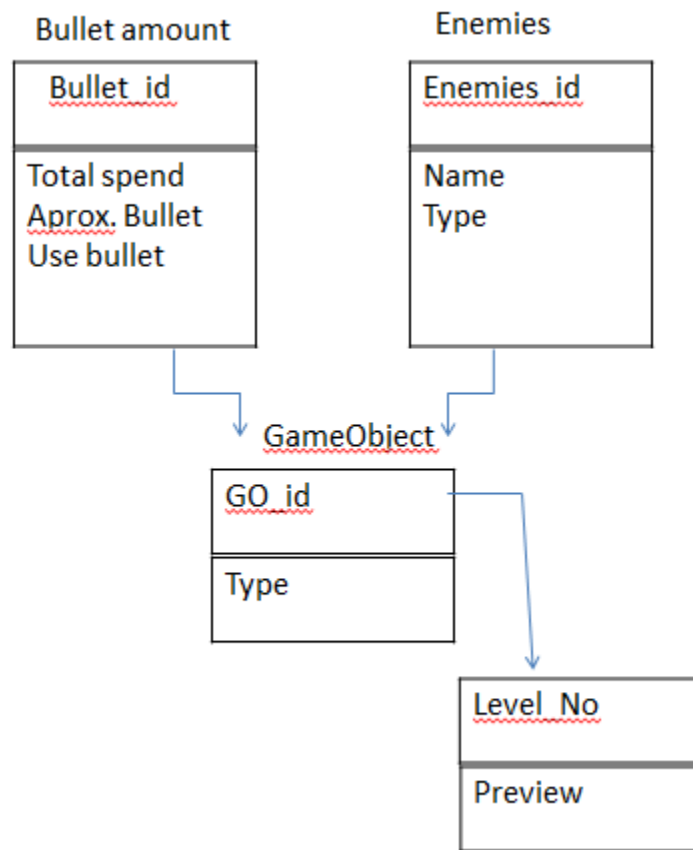 Bullet amount
Enemies
Bullet_id
Enemies_id
Total spend
Aprox. Bullet
Use bullet
Name
Type
GameObject
GO_id
Type
Level_No
Preview